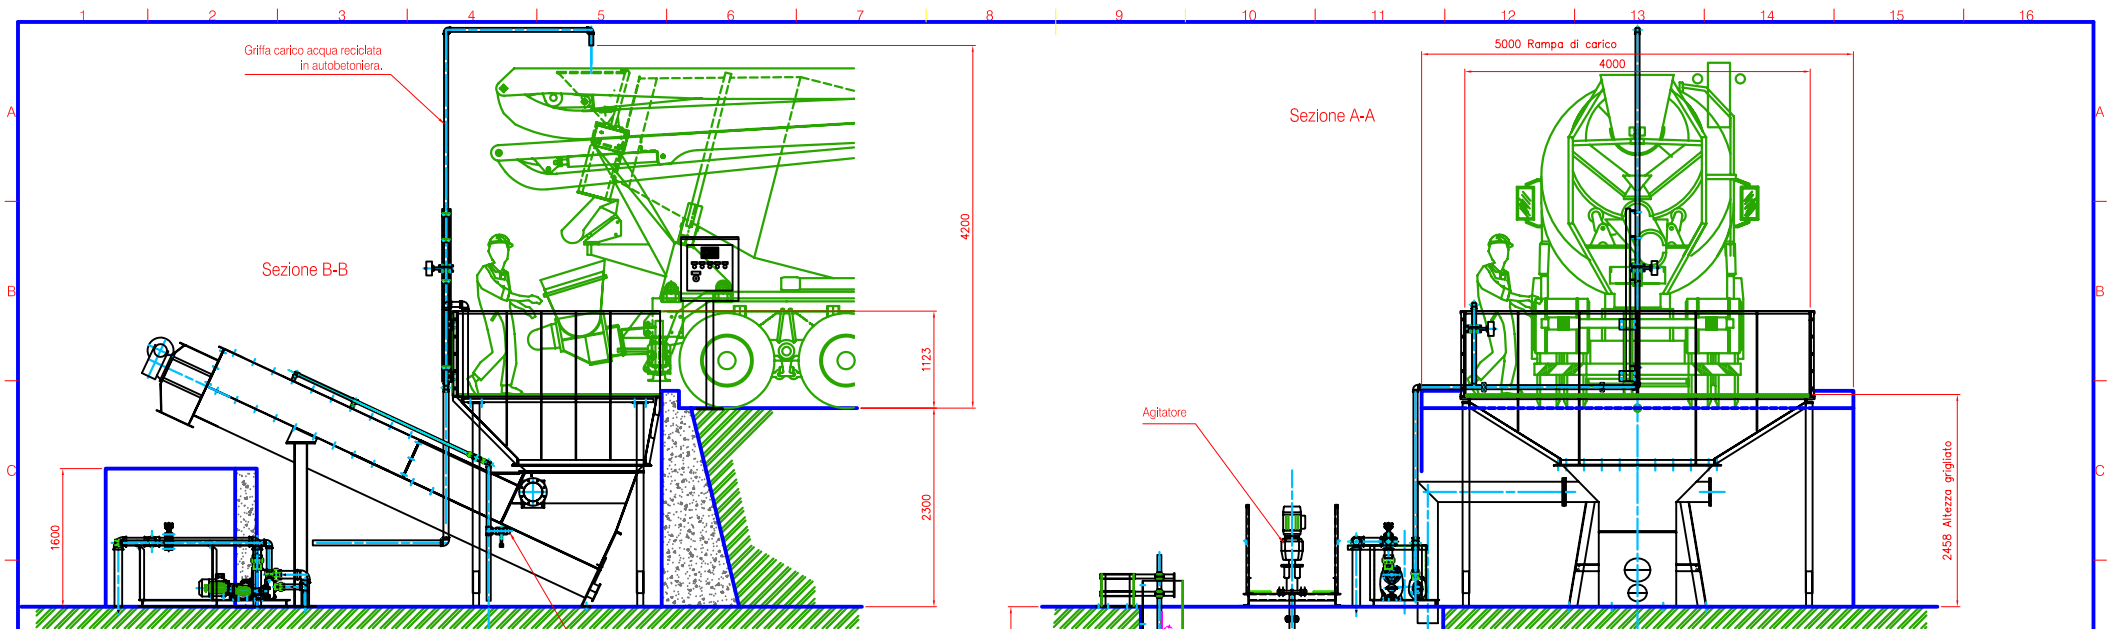 1 2 3 4 5 6 7 8 9 10 11 12 13 14 15 16
Griffa carico acqua reciclata
in autobetoniera.
5000 Rampa di carico
4000
A
Sezione A-A
A
4200
Sezione B-B
B
B
1123
Agitatore
C
C
1600
2300
2458 Altezza grigliato